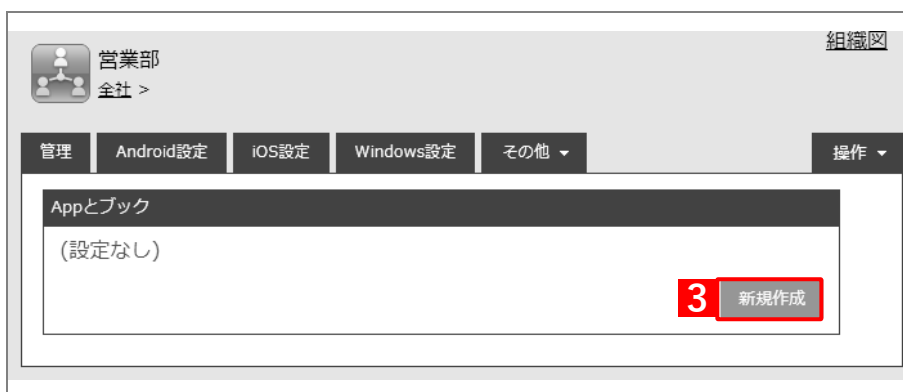 組織図
営業部
全社 >
管理 Android設定 iOS設定 Windows設定 その他 操作
Appとブック
(設定なし)
3 新規作成